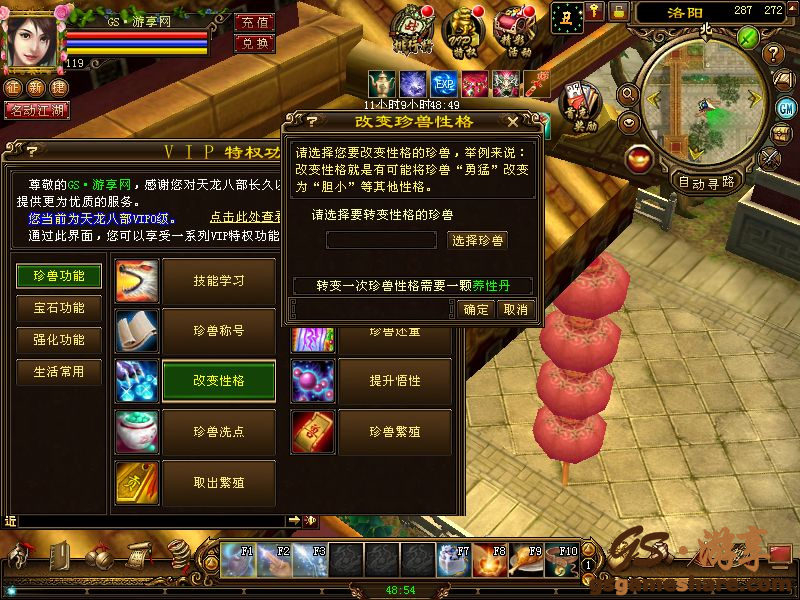 GS·游享网
充值
119
兑换
征
新
捷
名动江湖
洛阳
287 272
北
GM
自动寻路
EXP
11小时9小时48:49
奖励
改变珍兽性格
请选择您要改变性格的珍兽，举例来说：
改变性格就是有可能将珍兽“勇猛”改变
为“胆小”等其他性格。
请选择要转变性格的珍兽
选择珍兽
转变一次珍兽性格需要一颗养性丹
确定
取消
VIP 特权功
尊敬的GS·游享网，感谢您对天龙八部长久以
提供更为优质的服务。
您当前为天龙八部VIP0级。
点击此处查看
通过此界面，您可以享受一系列VIP特权功能
珍兽功能
宝石功能
强化功能
生活常用
技能学习
珍兽称号
珍兽还童
改变性格
提升悟性
珍兽洗点
珍兽繁殖
取出繁殖
近
F1
F2
F3
F7
F8
F9
F10
1
48:54
GS·游享
gsgameshare.com